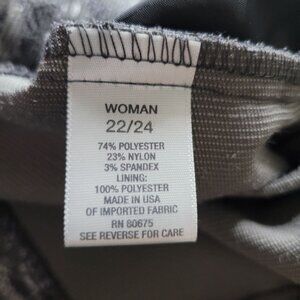 WOMAN
22/24
74% POLYESTER
23% NYLON
3% SPANDEX
LINING:
100% POLYESTER
MADE IN USA
OF IMPORTED FABRIC
RN 80675
SEE REVERSE FOR CARE